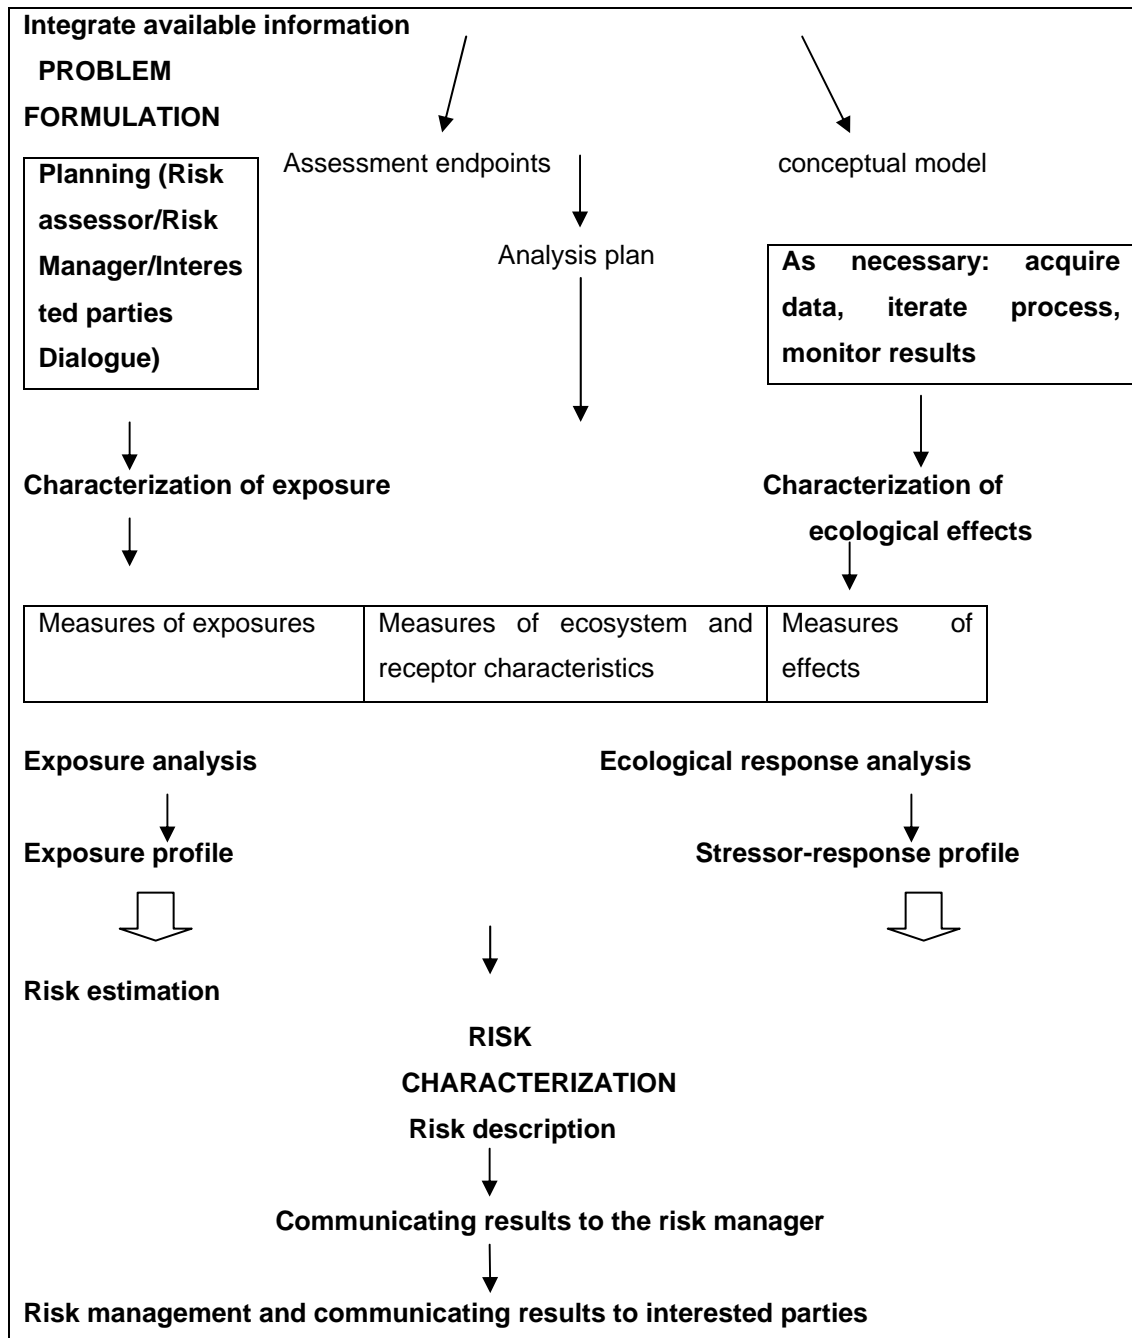 Integrate available information
PROBLEM
FORMULATION
Assessment endpoints
conceptual model
Planning (Risk
assessor/Risk
Manager/Interes
ted parties
Dialogue)
Analysis plan
As necessary: acquire
data, iterate process,
monitor results
Characterization of exposure
Characterization of
ecological effects
Measures of exposures
Measures of ecosystem and
receptor characteristics
Measures of
effects
Exposure analysis
Ecological response analysis
Exposure profile
Stressor-response profile
Risk estimation
RISK
CHARACTERIZATION
Risk description
Communicating results to the risk manager
Risk management and communicating results to interested parties